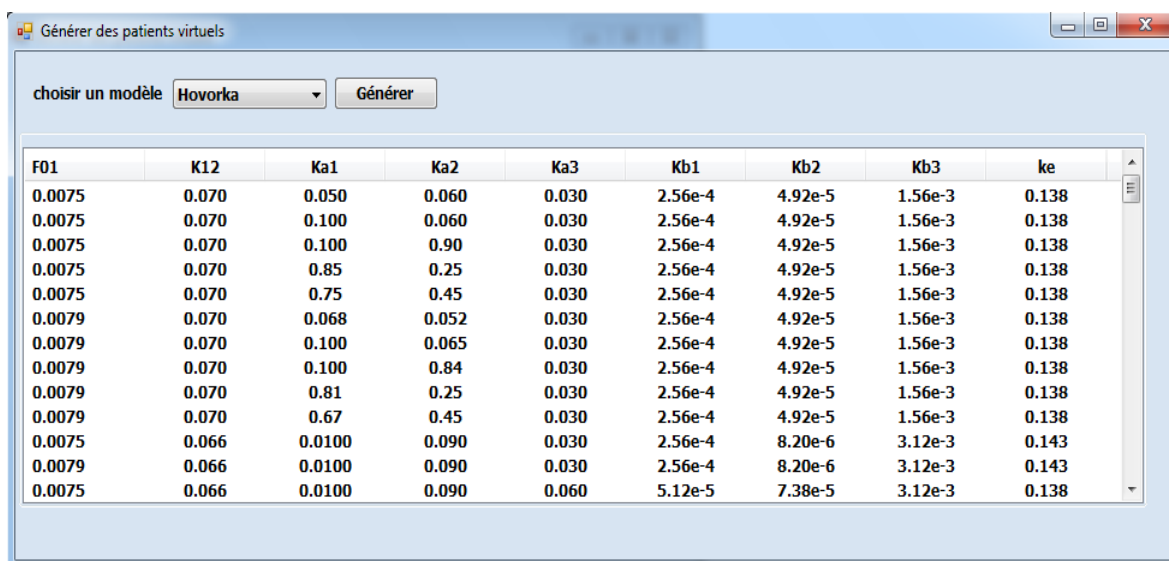 Générer des patients virtuels
choisir un modèle Hovorka Générer
F01 K12 Ka1 Ka2 Ka3 Kb1 Kb2 Kb3 ke
0.0075 0.070 0.050 0.060 0.030 2.56e-4 4.92e-5 1.56e-3 0.138
0.0075 0.070 0.100 0.060 0.030 2.56e-4 4.92e-5 1.56e-3 0.138
0.0075 0.070 0.100 0.90 0.030 2.56e-4 4.92e-5 1.56e-3 0.138
0.0075 0.070 0.85 0.25 0.030 2.56e-4 4.92e-5 1.56e-3 0.138
0.0075 0.070 0.75 0.45 0.030 2.56e-4 4.92e-5 1.56e-3 0.138
0.0079 0.070 0.068 0.052 0.030 2.56e-4 4.92e-5 1.56e-3 0.138
0.0079 0.070 0.100 0.065 0.030 2.56e-4 4.92e-5 1.56e-3 0.138
0.0079 0.070 0.100 0.84 0.030 2.56e-4 4.92e-5 1.56e-3 0.138
0.0079 0.070 0.81 0.25 0.030 2.56e-4 4.92e-5 1.56e-3 0.138
0.0079 0.070 0.67 0.45 0.030 2.56e-4 4.92e-5 1.56e-3 0.138
0.0075 0.066 0.0100 0.090 0.030 2.56e-4 8.20e-6 3.12e-3 0.143
0.0079 0.066 0.0100 0.090 0.030 2.56e-4 8.20e-6 3.12e-3 0.143
0.0075 0.066 0.0100 0.090 0.060 5.12e-5 7.38e-5 3.12e-3 0.138